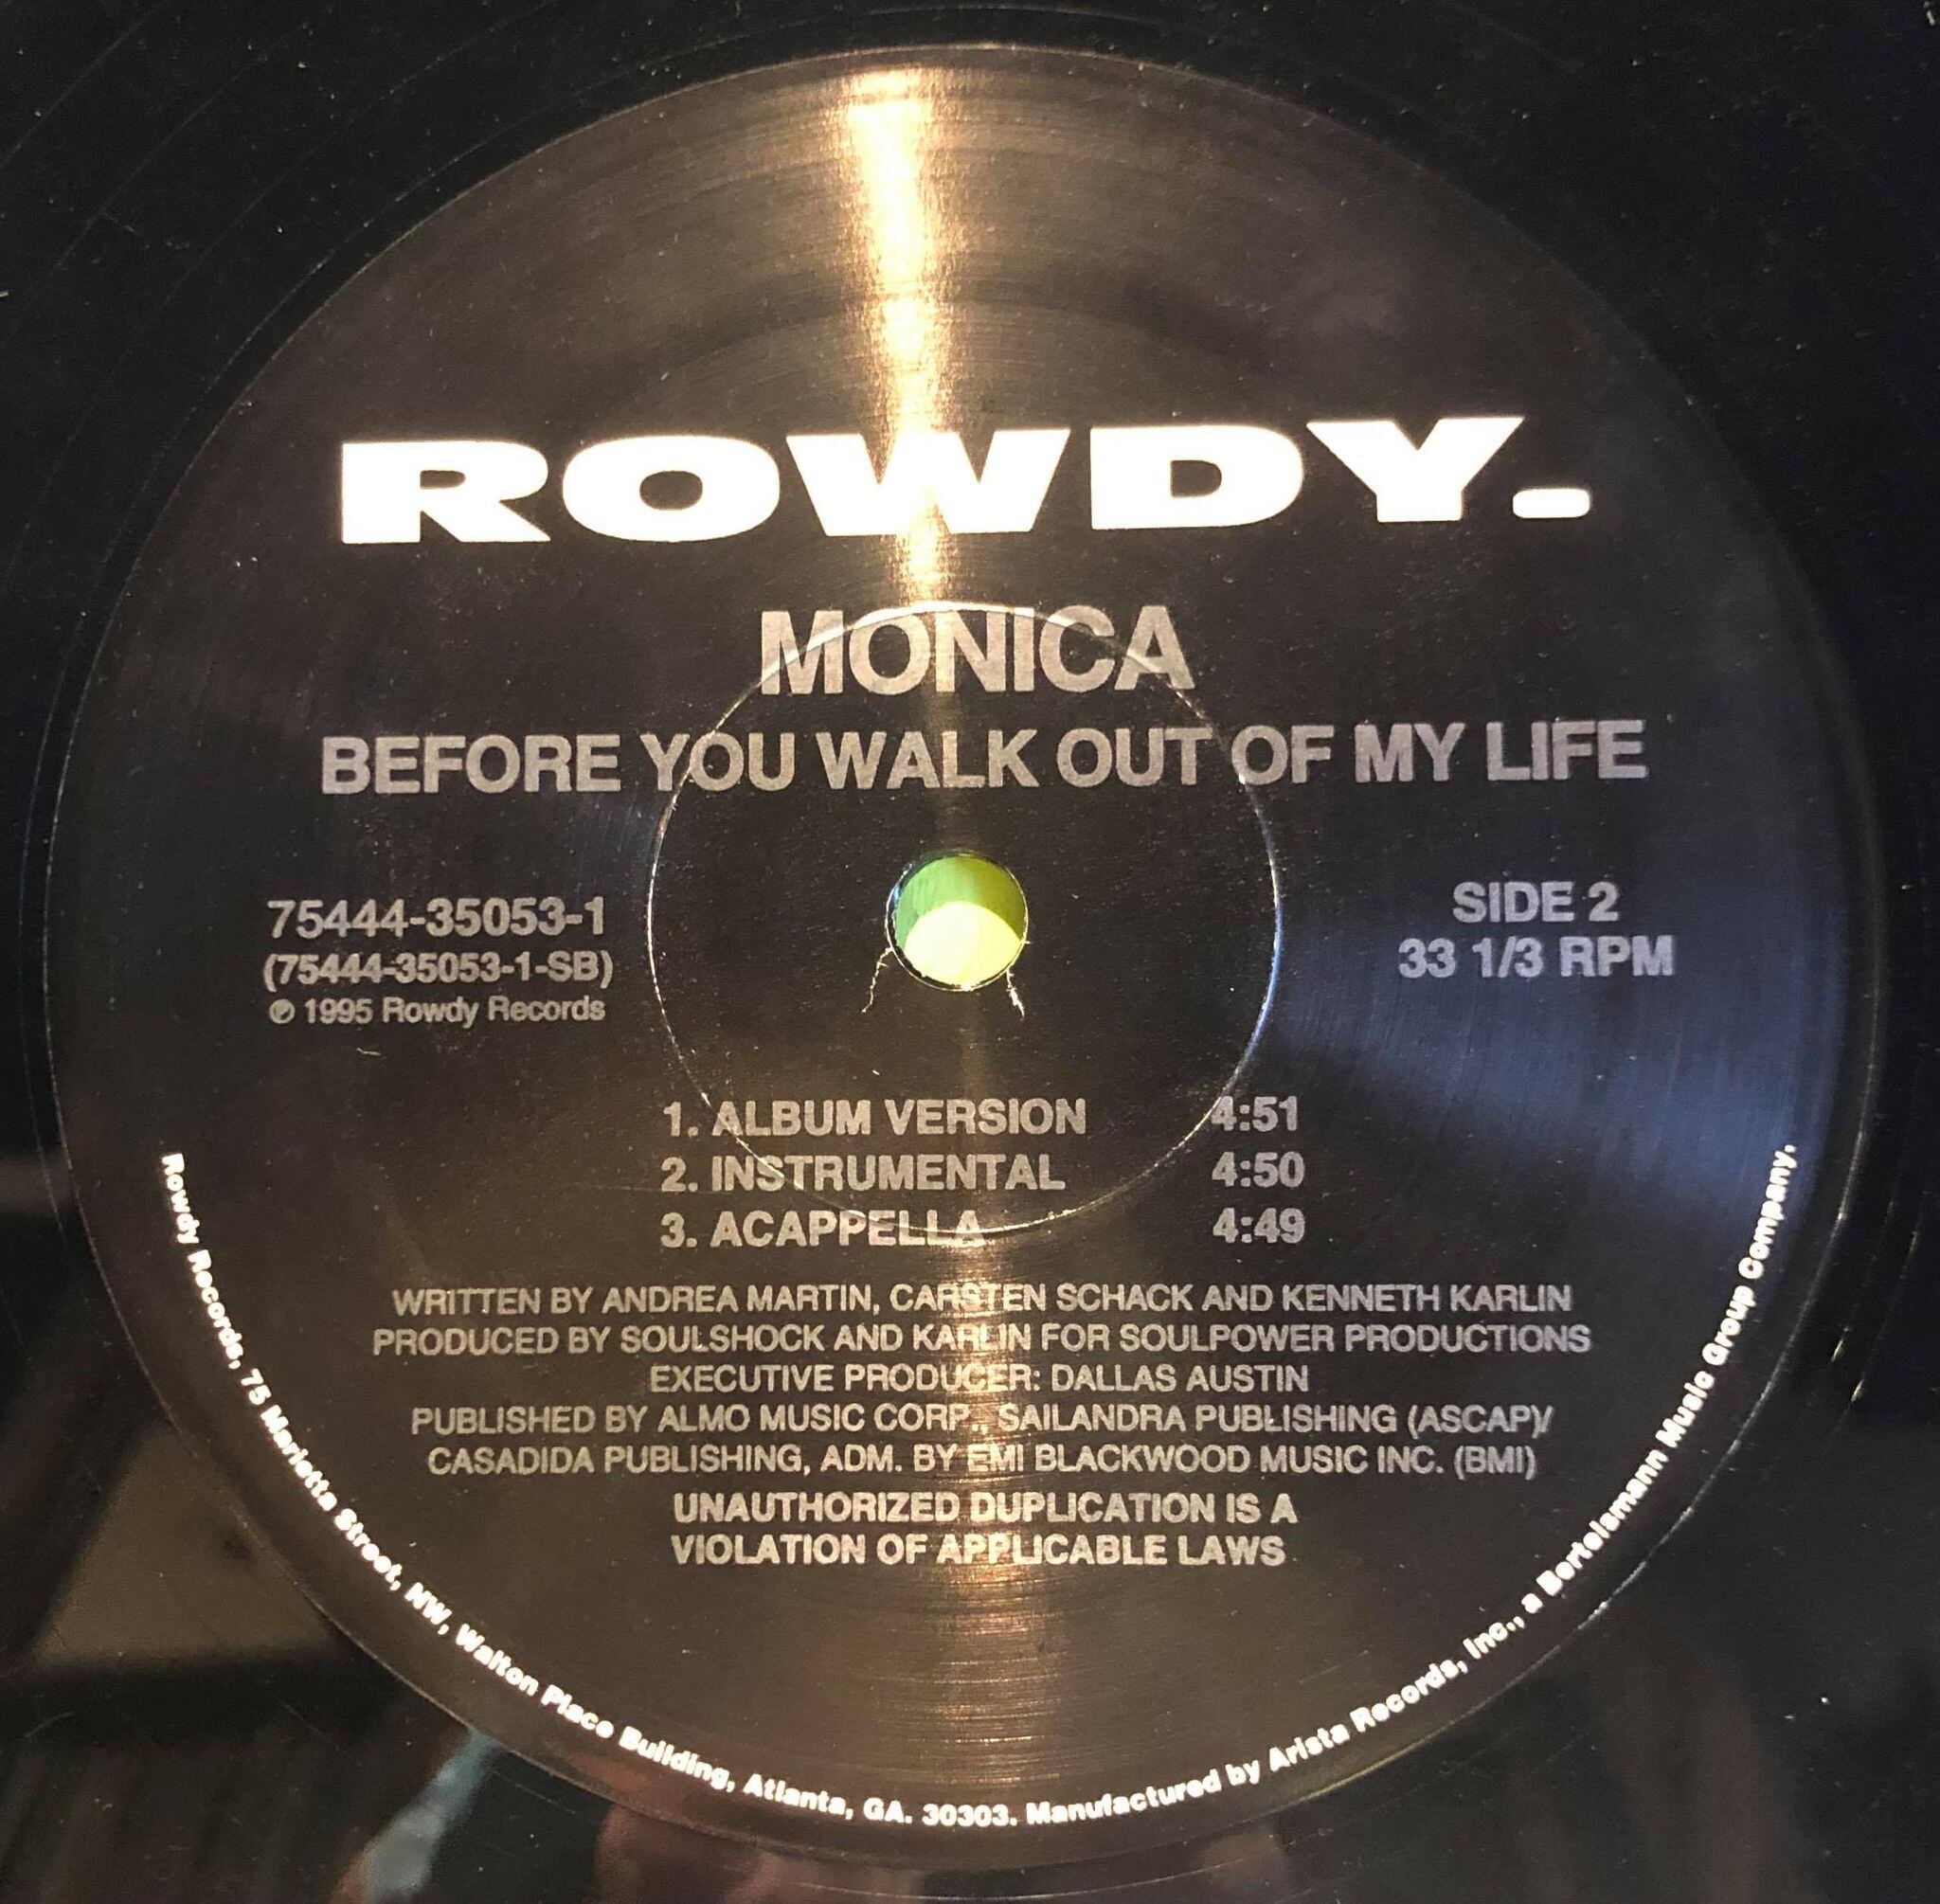 ROWDY.
MONICA
BEFORE YOU WALK OUT OF MY LIFE
75444-35053-1
(75444-35053-1-SB)
℗ 1995 Rowdy Records
SIDE 2
33 1/3 RPM
1. ALBUM VERSION 4:51
2. INSTRUMENTAL 4:50
3. ACAPPELLA 4:49
WRITTEN BY ANDREA MARTIN, CARSTEN SCHACK AND KENNETH KARLIN
PRODUCED BY SOULSHOCK AND KARLIN FOR SOULPOWER PRODUCTIONS
EXECUTIVE PRODUCER: DALLAS AUSTIN
PUBLISHED BY ALMO MUSIC CORP., SAILANDRA PUBLISHING (ASCAP)/
CASADIDA PUBLISHING, ADM. BY EMI BLACKWOOD MUSIC INC. (BMI)
UNAUTHORIZED DUPLICATION IS A
VIOLATION OF APPLICABLE LAWS
Rowdy Records, 75 Marietta Street, NW, Walton Place Building, Atlanta, GA. 30303. Manufactured by Arista Records, Inc., a Bertelsmann Music Group Company.